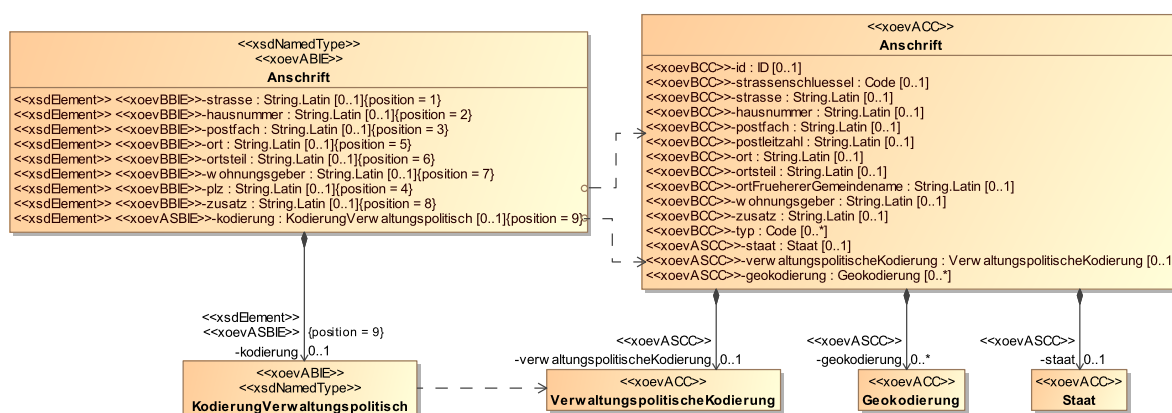 <<xsdNamedType>>
<<xoevABIE>>
Anschrift
<<xsdElement>> <<xoevBBIE>>-strasse : String.Latin [0..1]{position = 1}
<<xsdElement>> <<xoevBBIE>>-hausnummer : String.Latin [0..1]{position = 2}
<<xsdElement>> <<xoevBBIE>>-postfach : String.Latin [0..1]{position = 3}
<<xsdElement>> <<xoevBBIE>>-ort : String.Latin [0..1]{position = 5}
<<xsdElement>> <<xoevBBIE>>-ortsteil : String.Latin [0..1]{position = 6}
<<xsdElement>> <<xoevBBIE>>-wohnungsgeber : String.Latin [0..1]{position = 7}
<<xsdElement>> <<xoevBBIE>>-plz : String.Latin [0..1]{position = 4}
<<xsdElement>> <<xoevBBIE>>-zusatz : String.Latin [0..1]{position = 8}
<<xsdElement>> <<xoevASBIE>>-kodierung : KodierungVerwaltungspolitisch [0..1]{position = 9}
<<xoevACC>>
Anschrift
<<xoevBCC>>-id : ID [0..1]
<<xoevBCC>>-strassenschluessel : Code [0..1]
<<xoevBCC>>-strasse : String.Latin [0..1]
<<xoevBCC>>-hausnummer : String.Latin [0..1]
<<xoevBCC>>-postfach : String.Latin [0..1]
<<xoevBCC>>-postleitzahl : String.Latin [0..1]
<<xoevBCC>>-ort : String.Latin [0..1]
<<xoevBCC>>-ortsteil : String.Latin [0..1]
<<xoevBCC>>-ortFruehererGemeindename : String.Latin [0..1]
<<xoevBCC>>-wohnungsgeber : String.Latin [0..1]
<<xoevBCC>>-zusatz : String.Latin [0..1]
<<xoevBCC>>-typ : Code [0..*]
<<xoevASCC>>-staat : Staat [0..1]
<<xoevASCC>>-verwaltungspolitischeKodierung : VerwaltungspolitischeKodierung [0..1
<<xoevASCC>>-geokodierung : Geokodierung [0..*]
<<xsdElement>>
<<xoevASBIE>> {position = 9}
-kodierung 0..1
<<xoevASCC>>
-verwaltungspolitischeKodierung 0..1
<<xoevASCC>>
-geokodierung 0..*
<<xoevASCC>>
-staat 0..1
<<xoevABIE>>
<<xsdNamedType>>
KodierungVerwaltungspolitisch
<<xoevACC>>
VerwaltungspolitischeKodierung
<<xoevACC>>
Geokodierung
<<xoevACC>>
Staat